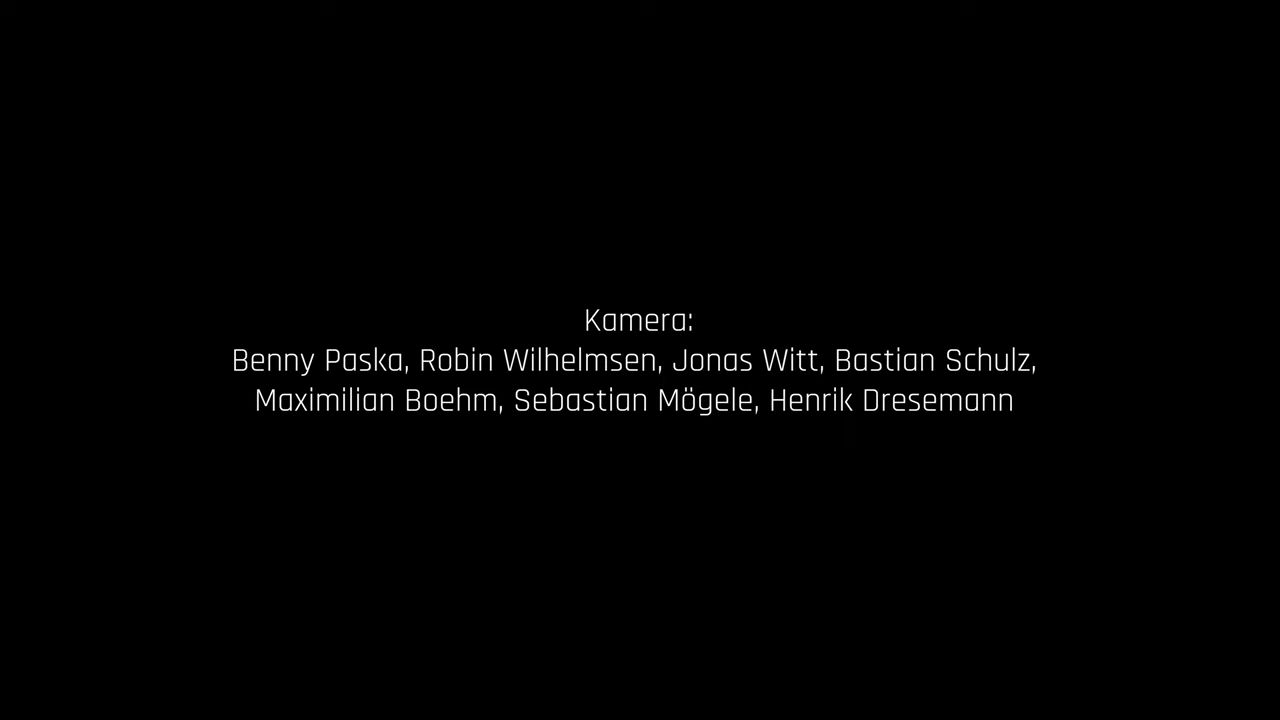 Kamera:
Benny Paska, Robin Wilhelmsen, Jonas Witt, Bastian Schulz,
Maximilian Boehm, Sebastian Mögele, Henrik Dresemann